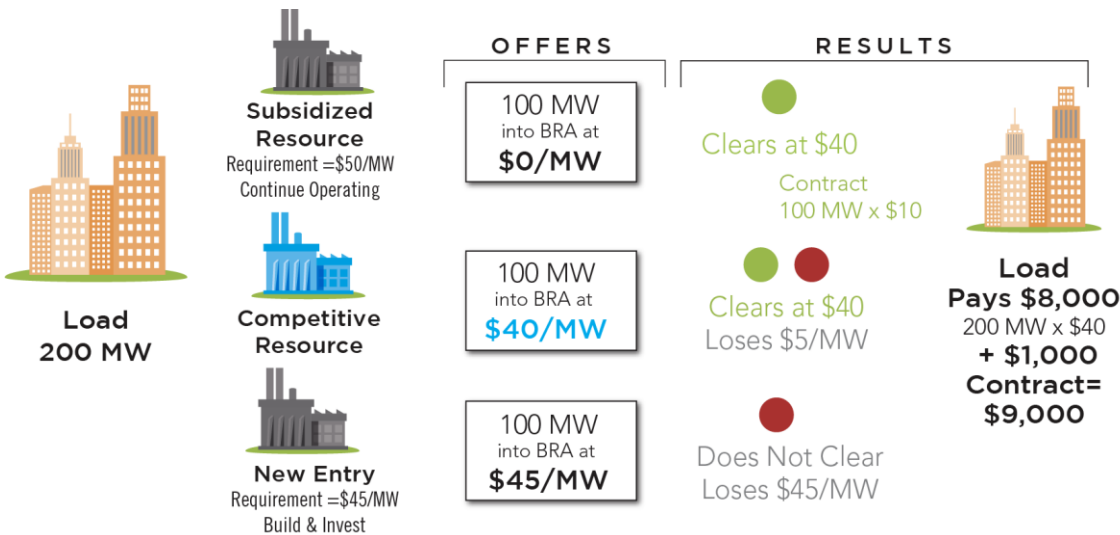 OFFERS
RESULTS
Load
200 MW
Subsidized
Resource
Requirement =$50/MW
Continue Operating
100 MW
into BRA at
$0/MW
Clears at $40
Contract
100 MW x $10
Competitive
Resource
100 MW
into BRA at
$40/MW
Clears at $40
Loses $5/MW
New Entry
Requirement =$45/MW
Build & Invest
100 MW
into BRA at
$45/MW
Does Not Clear
Loses $45/MW
Load
Pays $8,000
200 MW x $40
+ $1,000
Contract=
$9,000